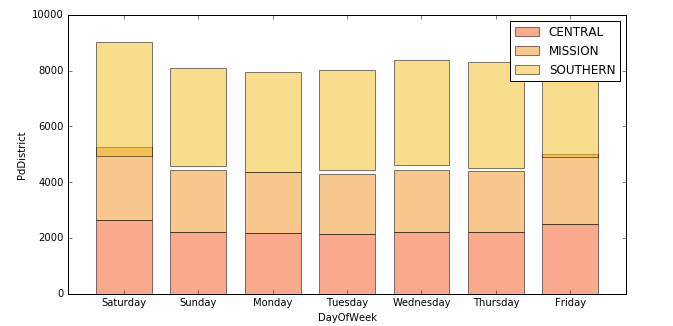 10000
8000
6000
4000
2000
0
PdDistrict
CENTRAL
MISSION
SOUTHERN
Saturday Sunday Monday Tuesday Wednesday Thursday Friday
DayOfWeek